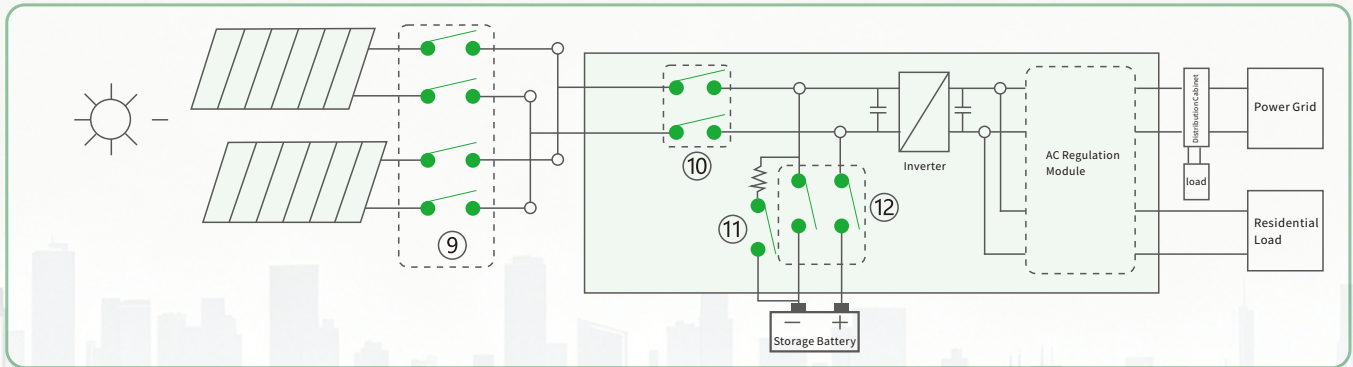 ⑨
⑩
⑪
⑫
Inverter
AC Regulation
Module
DistributionCabinet
load
Power Grid
Residential
Load
− +
Storage Battery